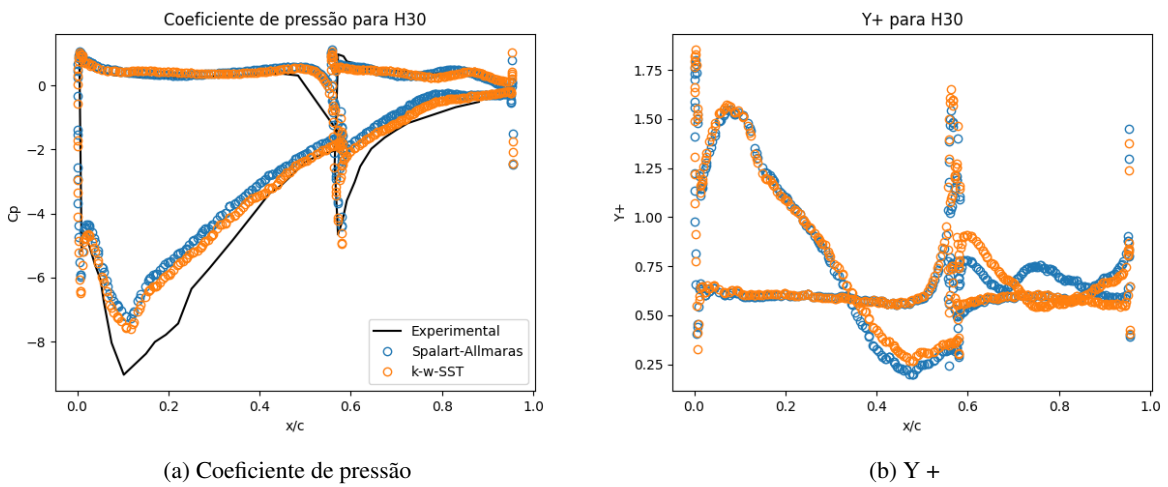 Coeficiente de pressão para H30
0
−2
−4
−6
−8
Cp
0.0 0.2 0.4 0.6 0.8 1.0
x/c
Experimental
Spalart-Allmaras
k-w-SST
(a) Coeficiente de pressão
Y+ para H30
1.75
1.50
1.25
1.00
0.75
0.50
0.25
Y+
0.0 0.2 0.4 0.6 0.8 1.0
x/c
(b) Y +